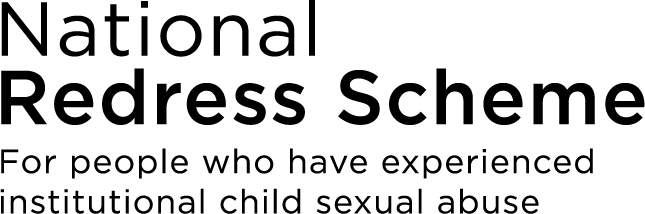 National
Redress Scheme
For people who have experienced
institutional child sexual abuse